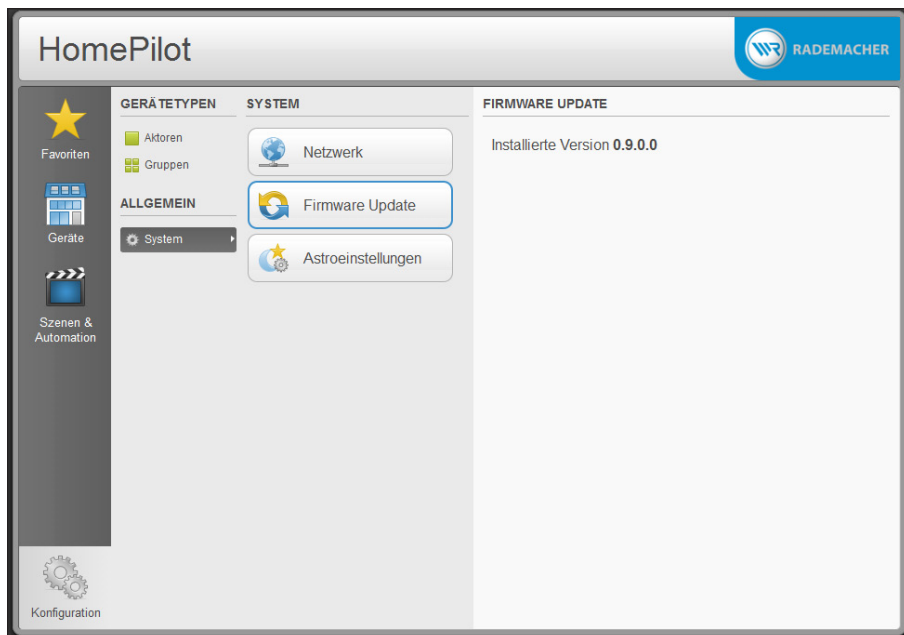 HomePilot
WR RADEMACHER
Favoriten
Geräte
Szenen &
Automation
Konfiguration
GERÄTETYPEN
Aktoren
Gruppen
ALLGEMEIN
System
SYSTEM
Netzwerk
Firmware Update
Astroeinstellungen
FIRMWARE UPDATE
Installierte Version 0.9.0.0